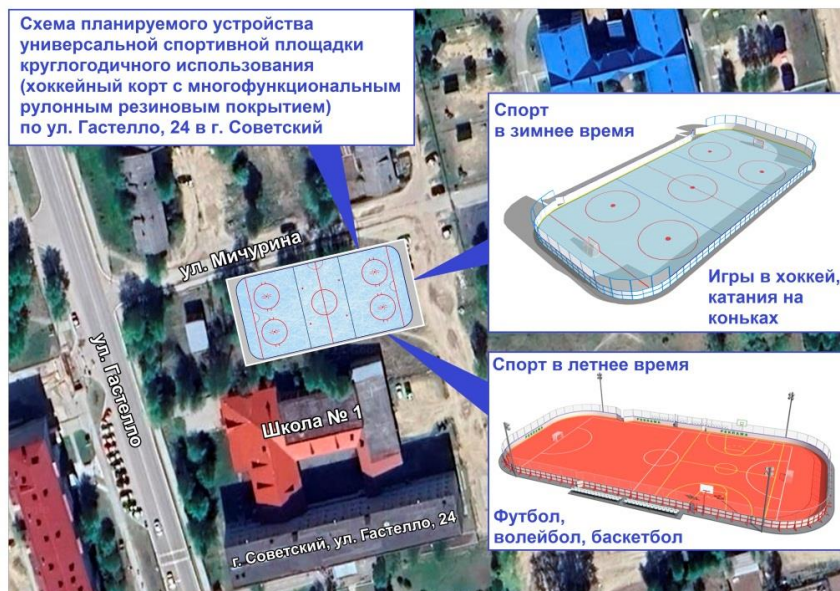 Схема планируемого устройства
универсальной спортивной площадки
круглогодичного использования
(хоккейный корт с многофункциональным
рулонным резиновым покрытием)
по ул. Гастелло, 24 в г. Советский
Спорт
в зимнее время
Игры в хоккей,
катания на
коньках
ул. Мичурина
ул. Гастелло
Школа № 1
г. Советский, ул. Гастелло, 24
Спорт в летнее время
Футбол,
волейбол, баскетбол